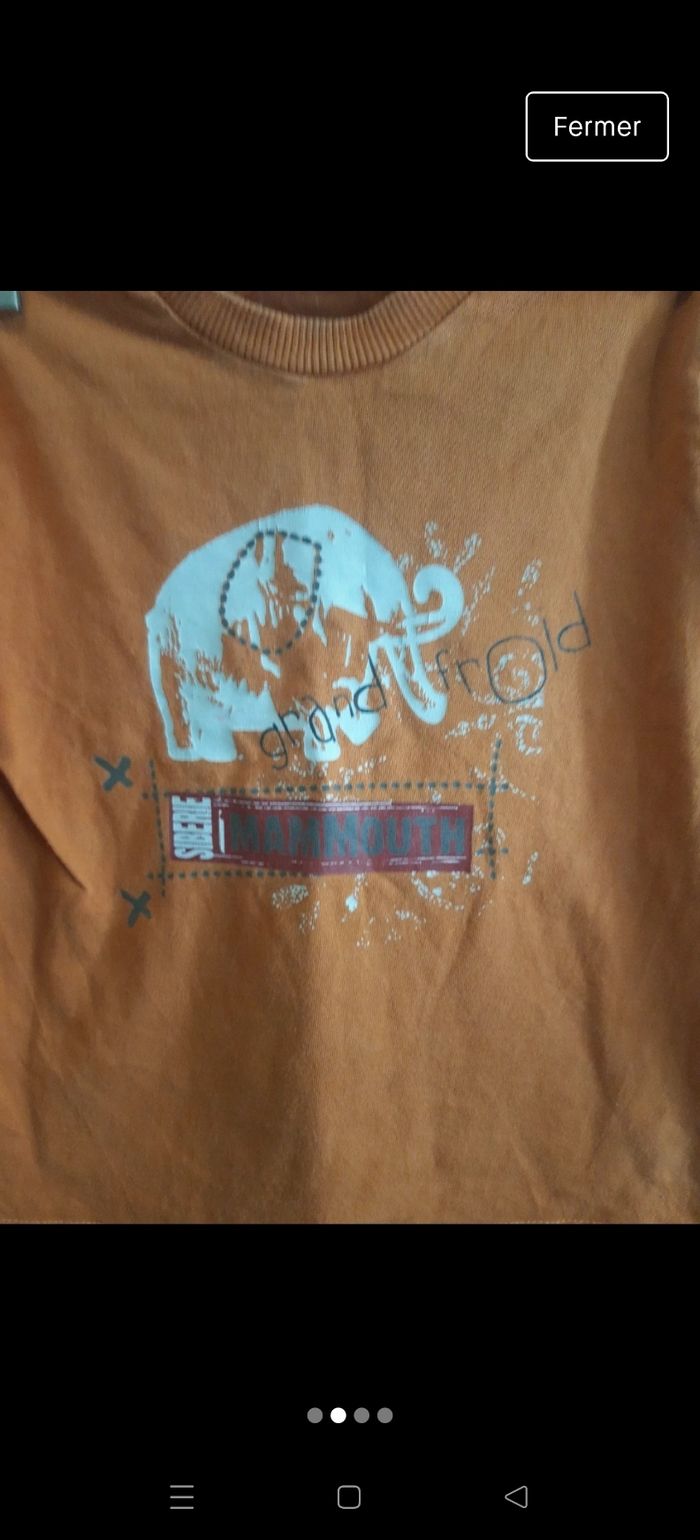 Fermer
grand froid
SIBERIE
MAMMOUTH